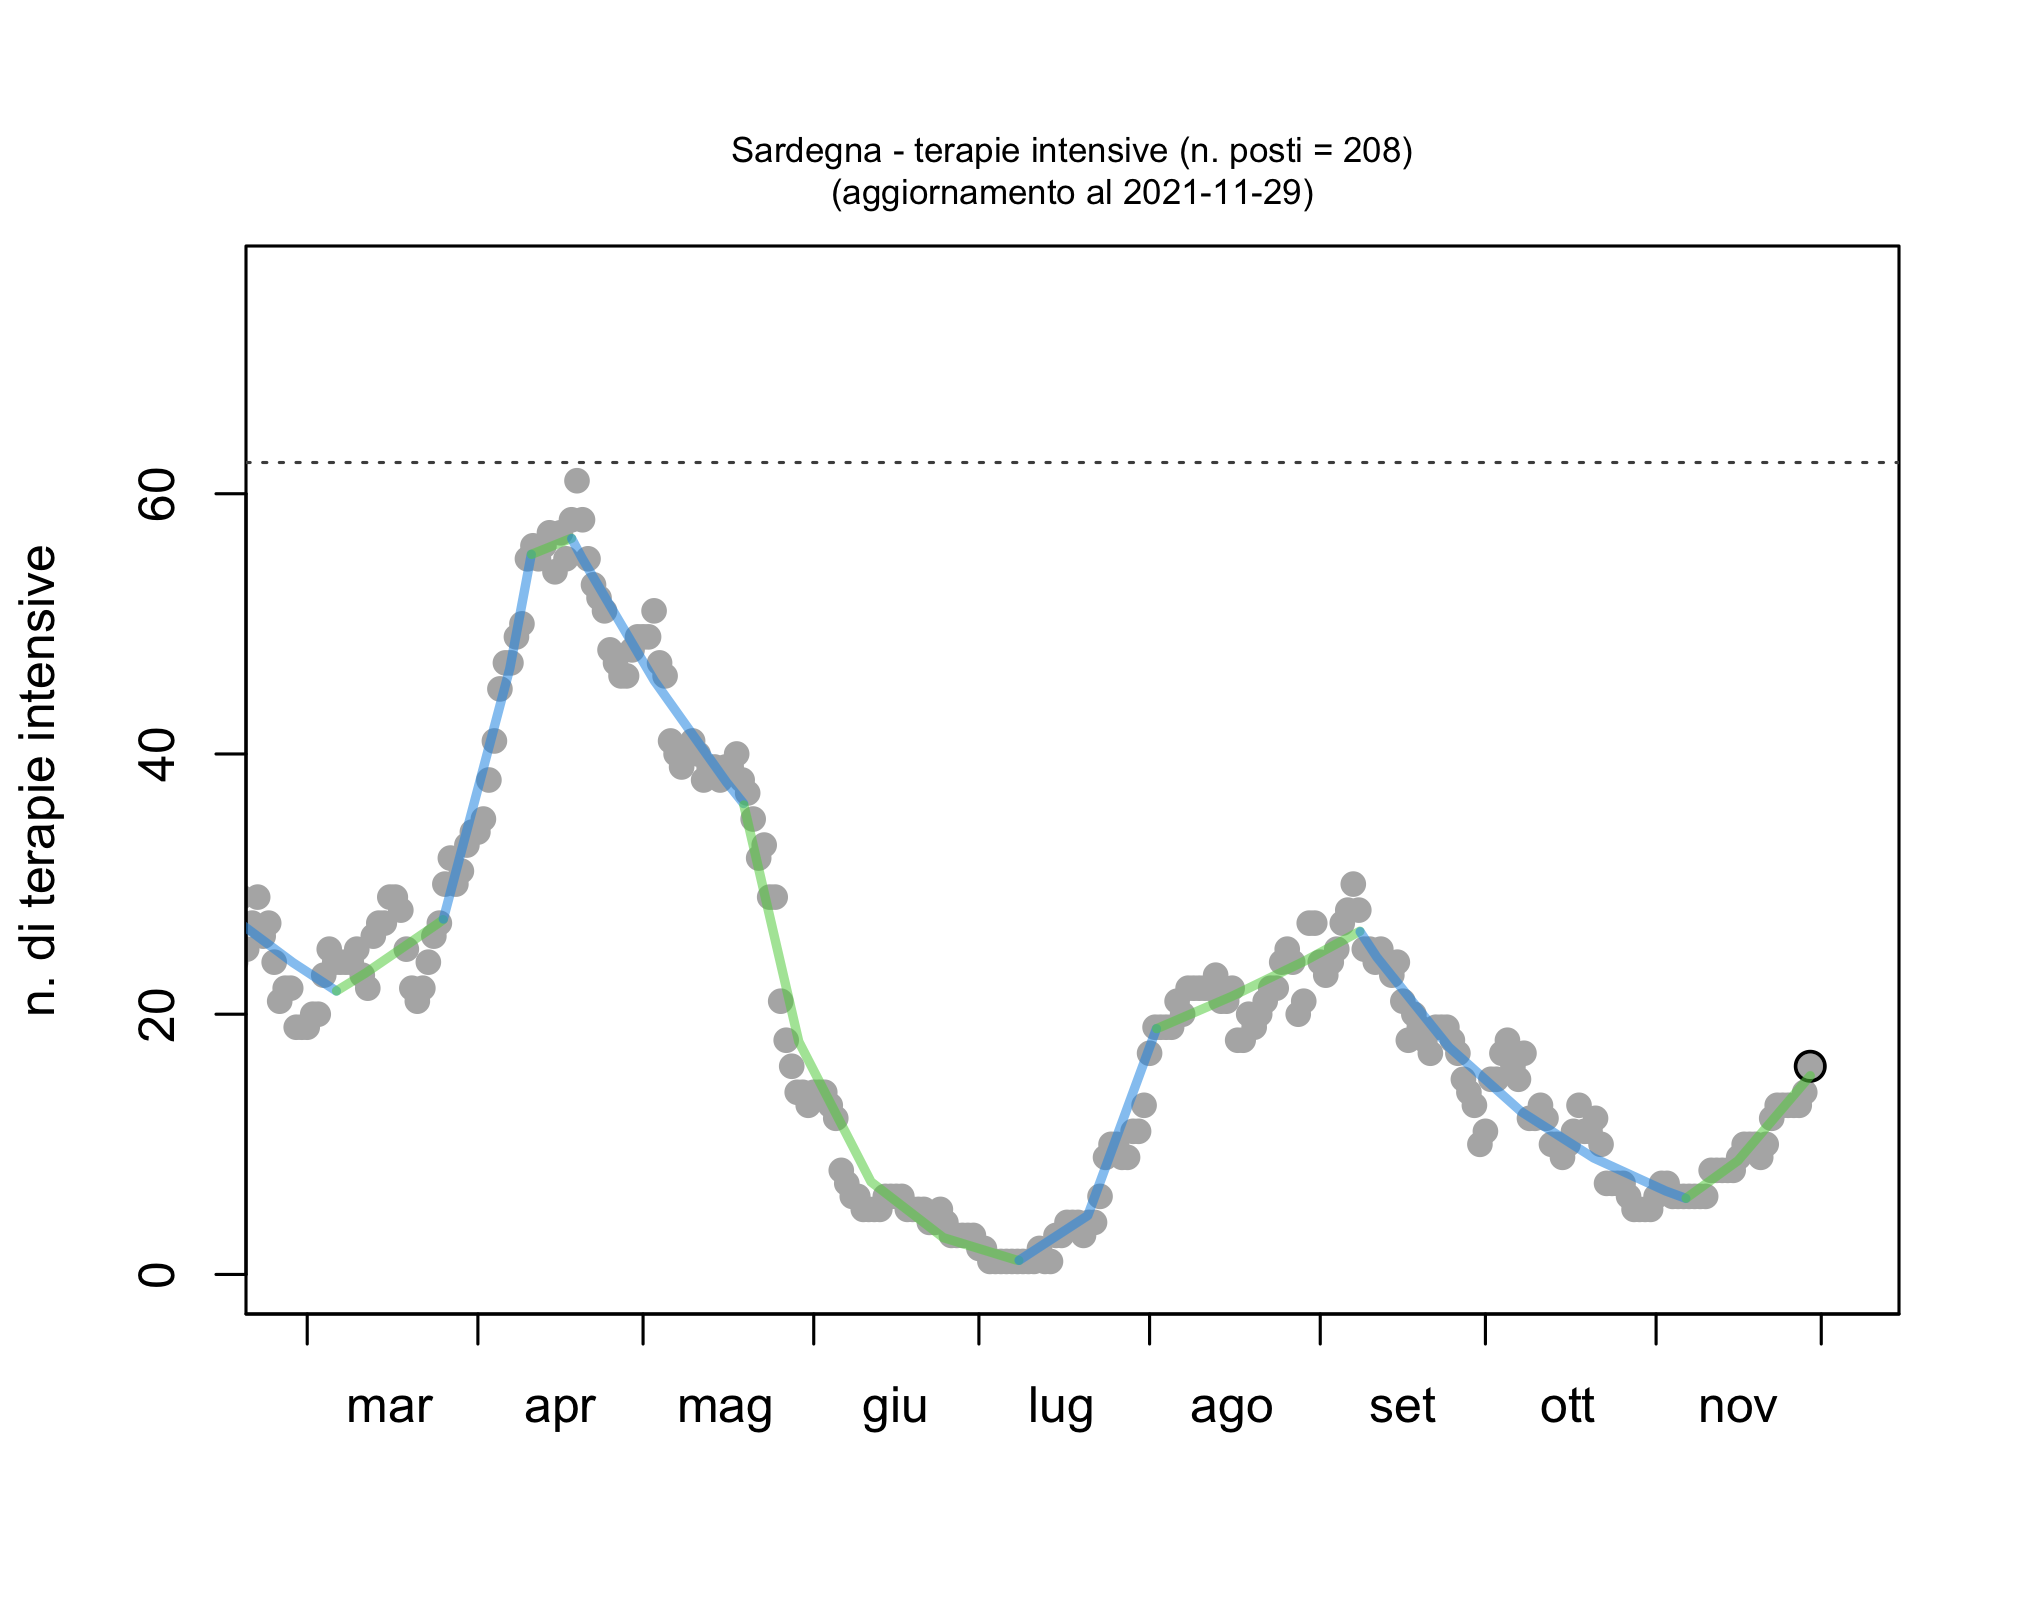 Sardegna - terapie intensive (n. posti = 208)
(aggiornamento al 2021-11-29)
n. di terapie intensive
60
40
20
0
mar apr mag giu lug ago set ott nov